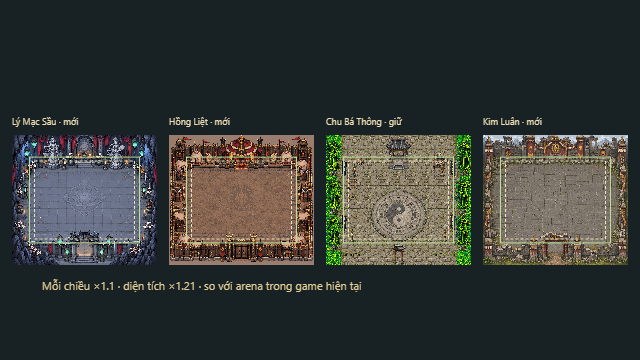 Lý Mạc Sầu · mới
Hồng Liệt · mới
Chu Bá Thông · giữ
Kim Luân · mới
Mỗi chiều ×1.1 · diện tích ×1.21 · so với arena trong game hiện tại